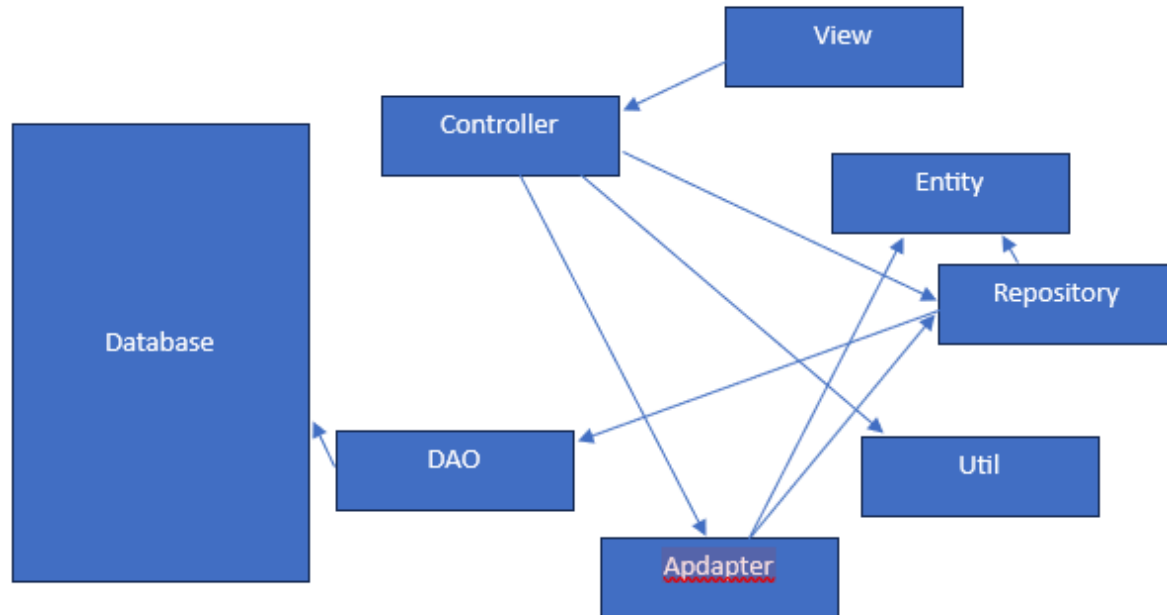 View
Controller
Entity
Repository
Database
DAO
Util
Apdapter